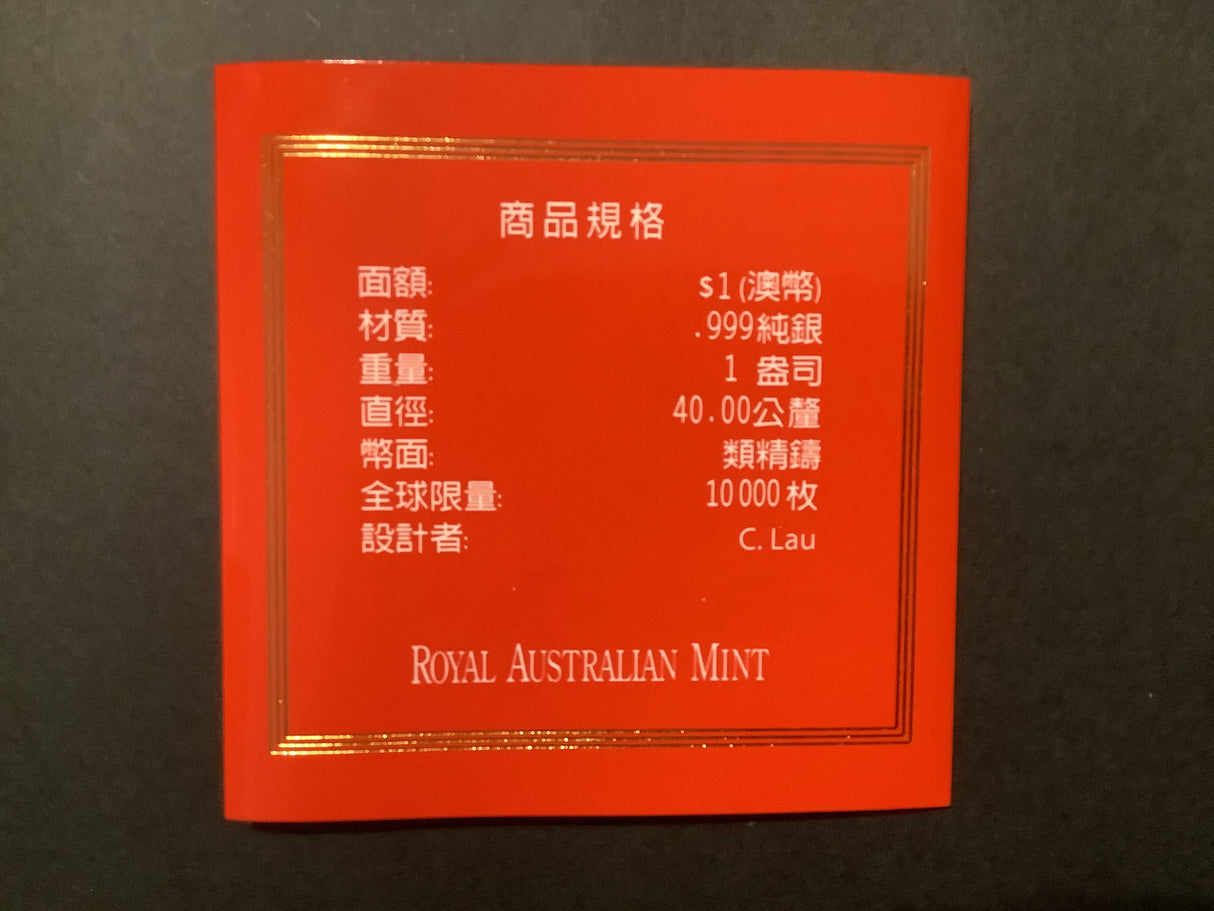 商品規格
面額: $1 (澳幣)
材質: .999純銀
重量: 1 盎司
直徑: 40.00公釐
幣面: 類精鑄
全球限量: 10 000 枚
設計者: C. Lau
ROYAL AUSTRALIAN MINT